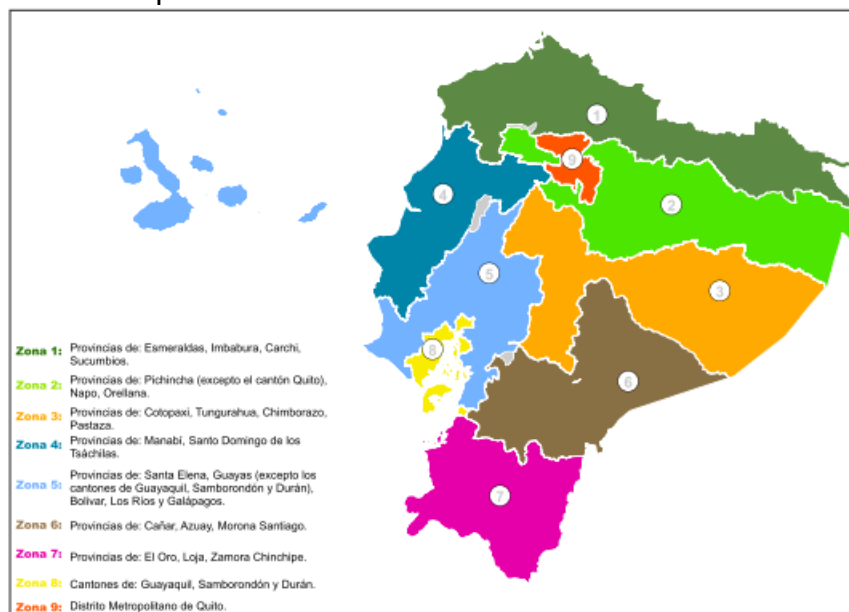 1
9
4
2
5
3
8
6
7
Zona 1: Provincias de: Esmeraldas, Imbabura, Carchi,
Sucumbios.
Zona 2: Provincias de: Pichincha (excepto el cantón Quito),
Napo, Orellana.
Zona 3: Provincias de: Cotopaxi, Tungurahua, Chimborazo,
Pastaza.
Zona 4: Provincias de: Manabí, Santo Domingo de los
Tsáchilas.
Zona 5: Provincias de: Santa Elena, Guayas (excepto los
cantones de Guayaquil, Samborondón y Durán),
Bolívar, Los Ríos y Galápagos.
Zona 6: Provincias de: Cañar, Azuay, Morona Santiago.
Zona 7: Provincias de: El Oro, Loja, Zamora Chinchipe.
Zona 8: Cantones de: Guayaquil, Samborondón y Durán.
Zona 9: Distrito Metropolitano de Quito.